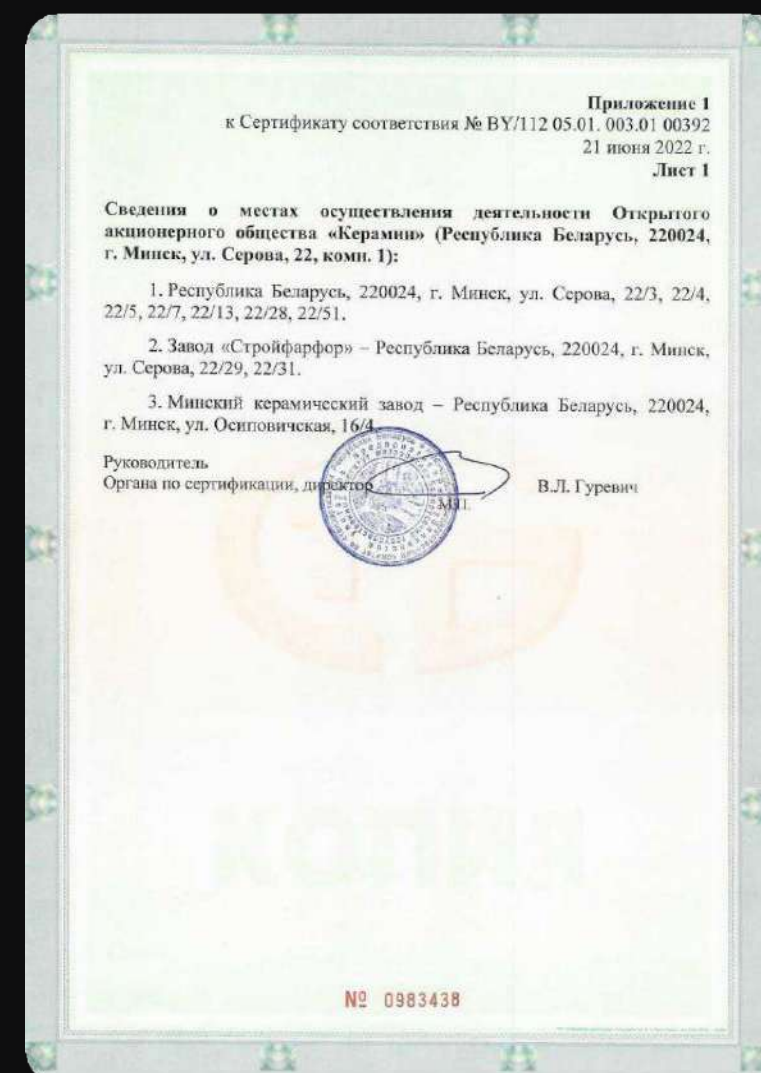 Приложение 1
к Сертификату соответствия № BY/112 05.01. 003.01 00392
21 июня 2022 г.
Лист 1
Сведения о местах осуществления деятельности Открытого
акционерного общества «Керамин» (Республика Беларусь, 220024,
г. Минск, ул. Серова, 22, комн. 1):
1. Республика Беларусь, 220024, г. Минск, ул. Серова, 22/3, 22/4,
22/5, 22/7, 22/13, 22/28, 22/51.
2. Завод «Стройфарфор» – Республика Беларусь, 220024, г. Минск,
ул. Серова, 22/29, 22/31.
3. Минский керамический завод – Республика Беларусь, 220024,
г. Минск, ул. Осиповичская, 16/4.
Руководитель
Органа по сертификации, директор
М.П.
В.Л. Гуревич
КОПИЯ
№ 0983438